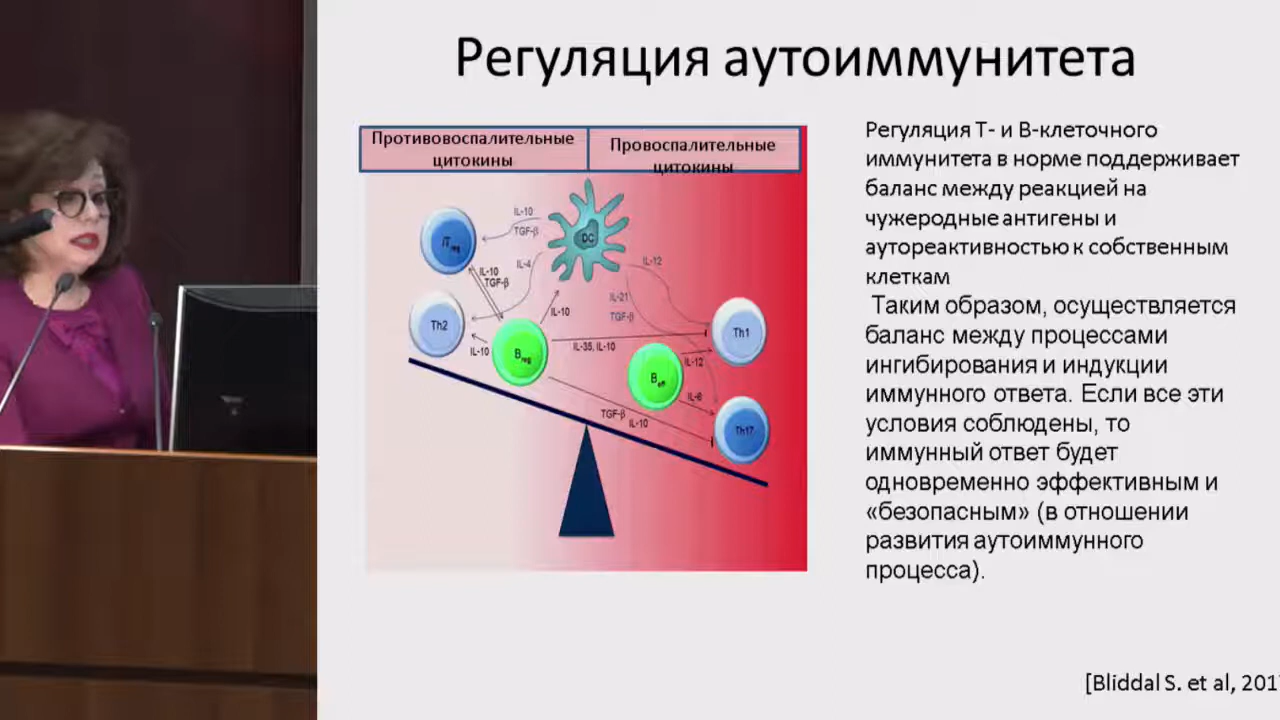 Регуляция аутоиммунитета
Противовоспалительные
цитокины
Провоспалительные
цитокины
Регуляция Т- и В-клеточного
иммунитета в норме поддерживает
баланс между реакцией на
чужеродные антигены и
аутореактивностью к собственным
клеткам
Таким образом, осуществляется
баланс между процессами
ингибирования и индукции
иммунного ответа. Если все эти
условия соблюдены, то
иммунный ответ будет
одновременно эффективным и
«безопасным» (в отношении
развития аутоиммунного
процесса).
IL-10
TGF-β
DC
iTreg
IL-4
IL-12
IL-10
TGF-β
IL-21
TGF-β
IL-10
Th2
Th1
IL-10
Breg
IL-35, IL-10
IL-12
Beff
IL-6
TGF-β
IL-10
Th17
[Bliddal S. et al, 201